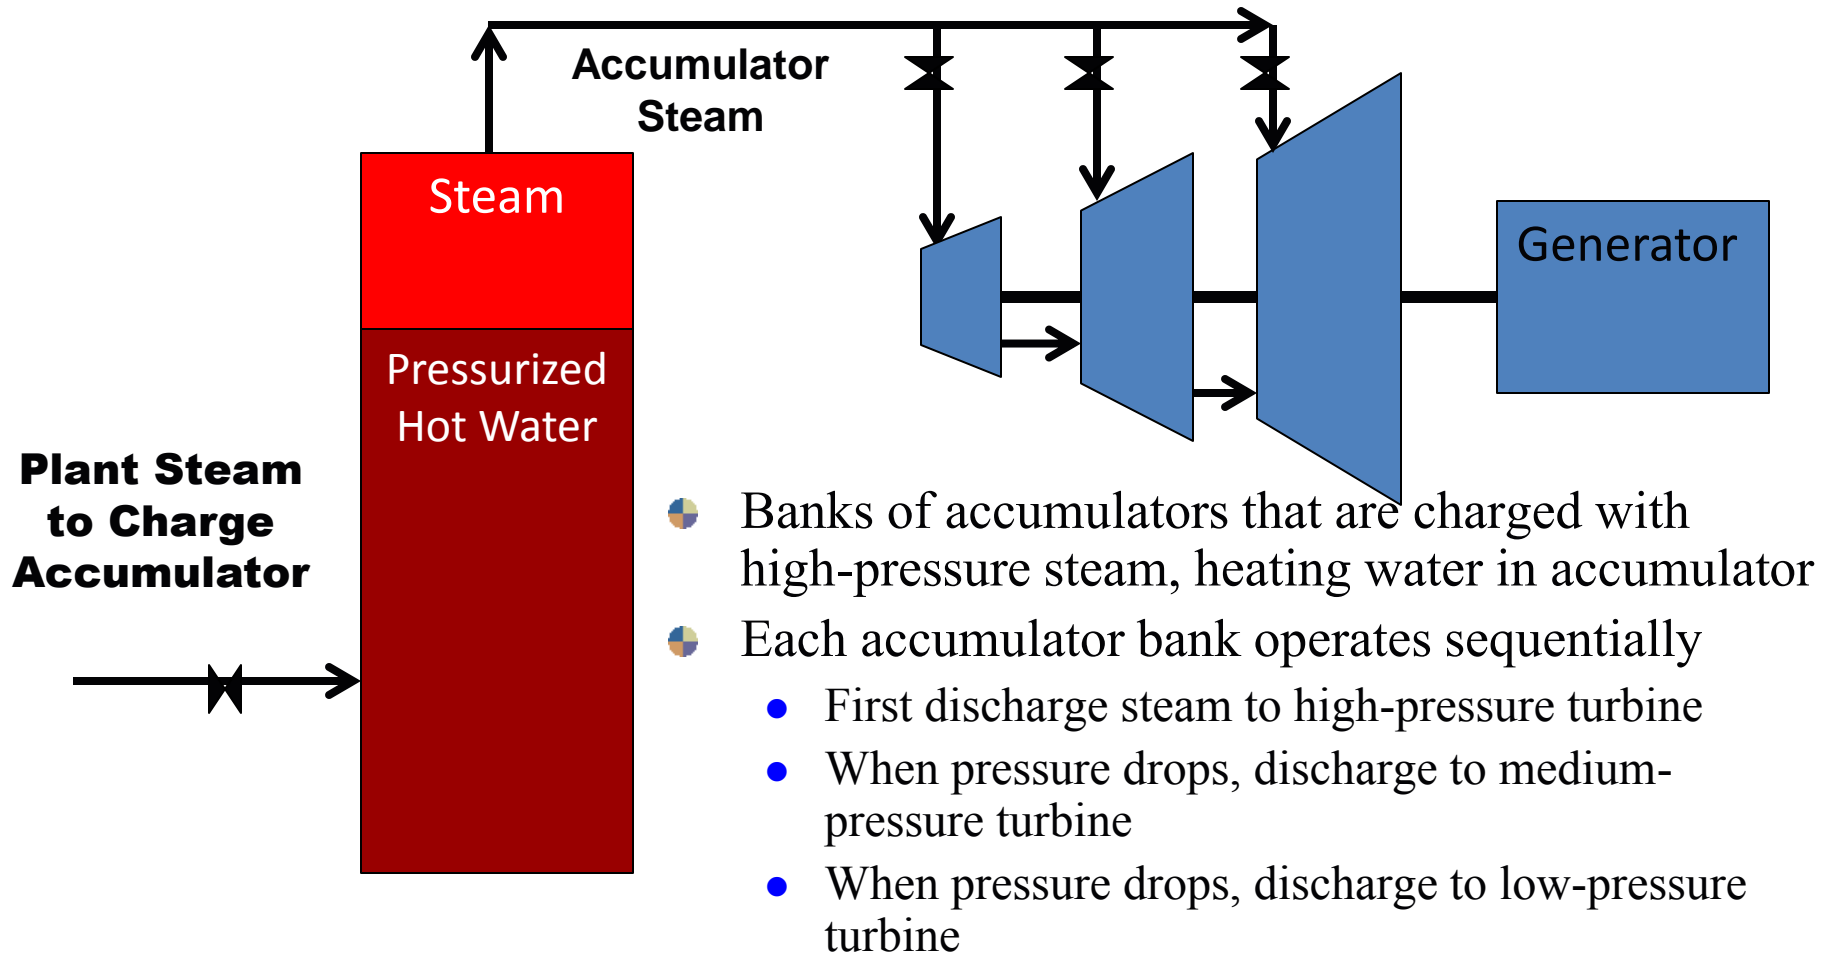 Accumulator
Steam
Steam
Generator
Pressurized
Hot Water
Plant Steam
to Charge
Accumulator
Banks of accumulators that are charged with
high-pressure steam, heating water in accumulator
Each accumulator bank operates sequentially
First discharge steam to high-pressure turbine
When pressure drops, discharge to medium-
pressure turbine
When pressure drops, discharge to low-pressure
turbine